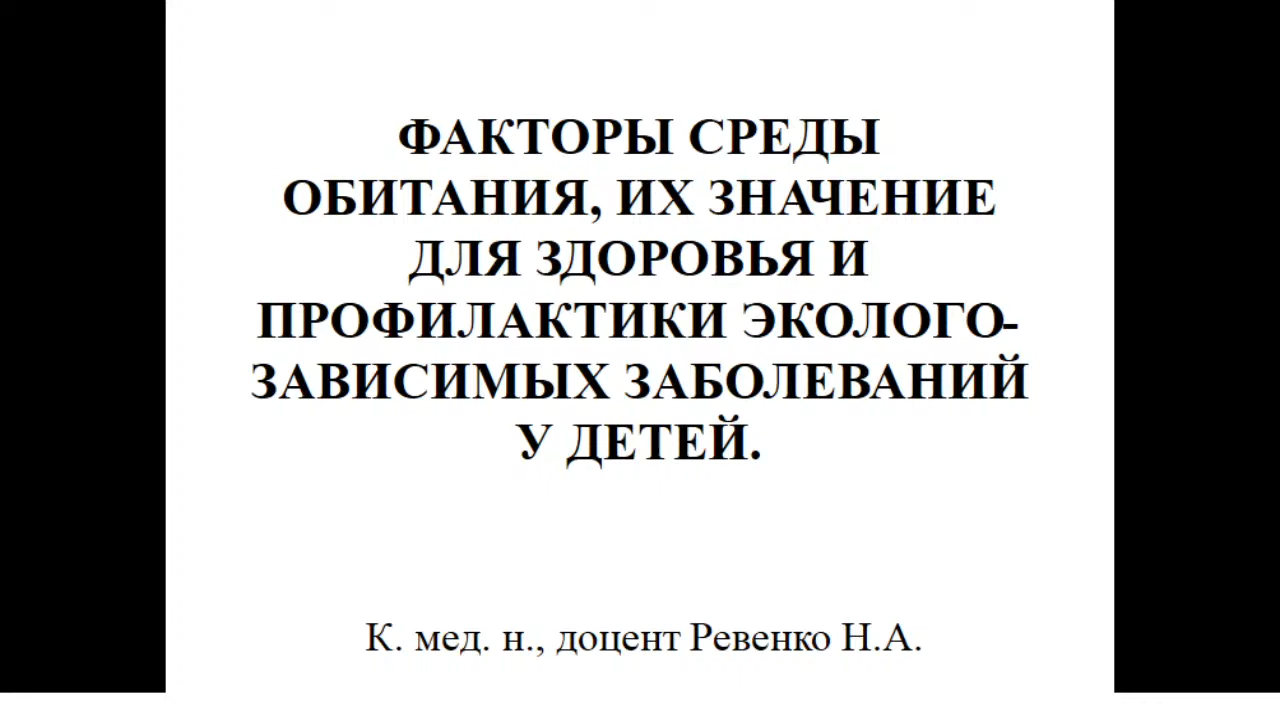 ФАКТОРЫ СРЕДЫ
ОБИТАНИЯ, ИХ ЗНАЧЕНИЕ
ДЛЯ ЗДОРОВЬЯ И
ПРОФИЛАКТИКИ ЭКОЛОГО-
ЗАВИСИМЫХ ЗАБОЛЕВАНИЙ
У ДЕТЕЙ.
К. мед. н., доцент Ревенко Н.А.